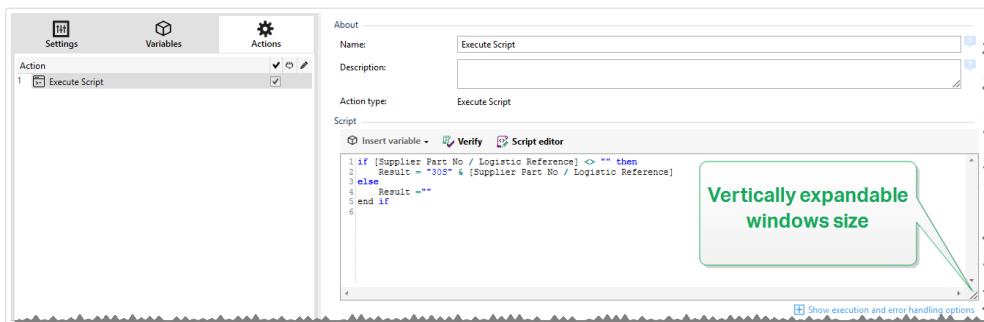 Settings
Variables
Actions
Action
1 Execute Script
About
Name: Execute Script
Description:
Action type: Execute Script
Script
Insert variable
Verify
Script editor
1 if [Supplier Part No / Logistic Reference] <> "" then
2 Result = "30S" & [Supplier Part No / Logistic Reference]
3 else
4 Result =""
5 end if
6
Vertically expandable
windows size
Show execution and error handling options